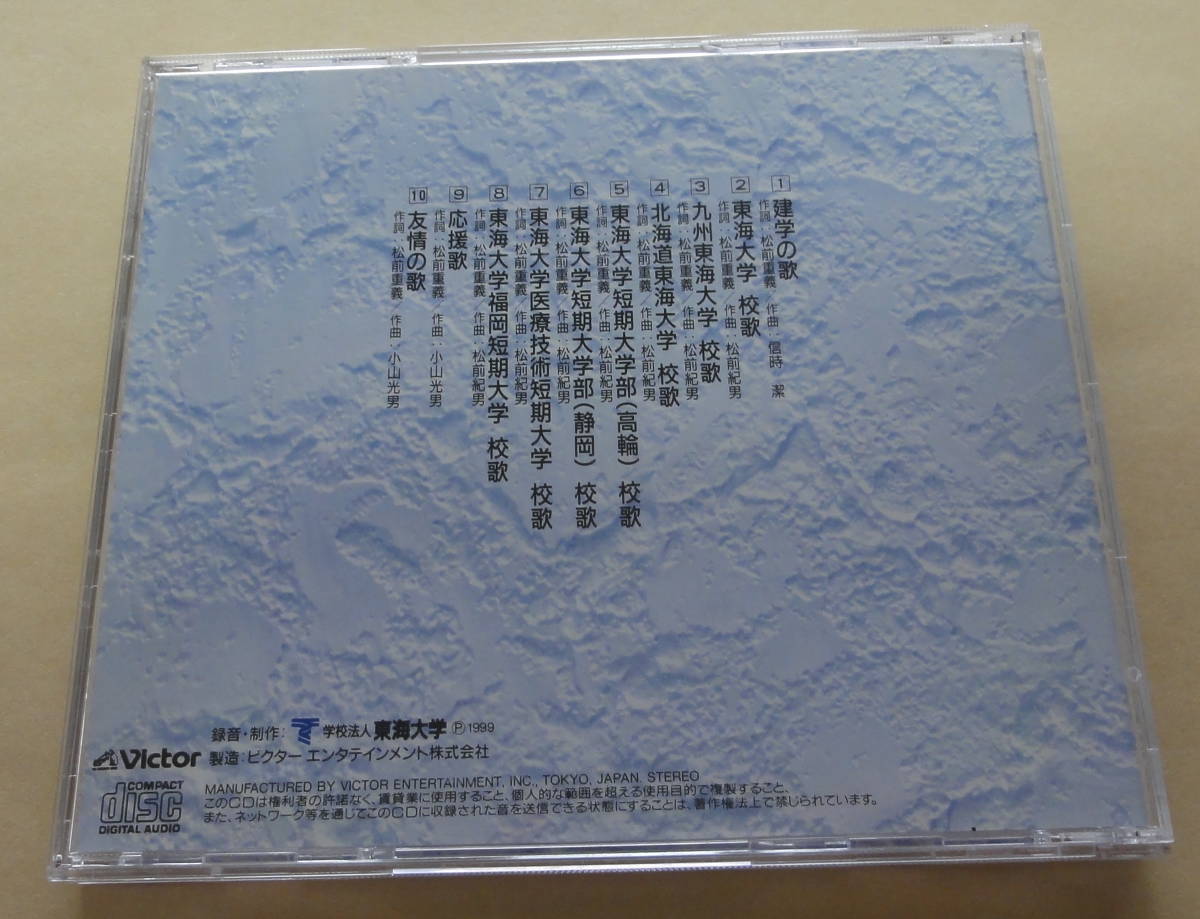 1 建学の歌
作詞：松前重義／作曲：信時 潔
2 東海大学 校歌
作詞：松前重義／作曲：松前紀男
3 九州東海大学 校歌
作詞：松前重義／作曲：松前紀男
4 北海道東海大学 校歌
作詞：松前重義／作曲：松前紀男
5 東海大学短期大学部(高輪) 校歌
作詞：松前重義／作曲：松前紀男
6 東海大学短期大学部(静岡) 校歌
作詞：松前重義／作曲：松前紀男
7 東海大学医療技術短期大学 校歌
作詞：松前重義／作曲：松前紀男
8 東海大学福岡短期大学 校歌
作詞：松前重義／作曲：松前紀男
9 応援歌
作詞：松前重義／作曲：小山光男
10 友情の歌
作詞：松前重義／作曲：小山光男
録音・制作：学校法人 東海大学 Ⓟ1999
Victor 製造：ビクター エンタテインメント株式会社
COMPACT disc DIGITAL AUDIO
MANUFACTURED BY VICTOR ENTERTAINMENT, INC., TOKYO, JAPAN. STEREO
このCDは権利者の許諾なく、賃貸業に使用すること、個人的な範囲を超える使用目的で複製すること、
また、ネットワーク等を通じてこのCDに収録された音を送信できる状態にすることは、著作権法上で禁じられています。